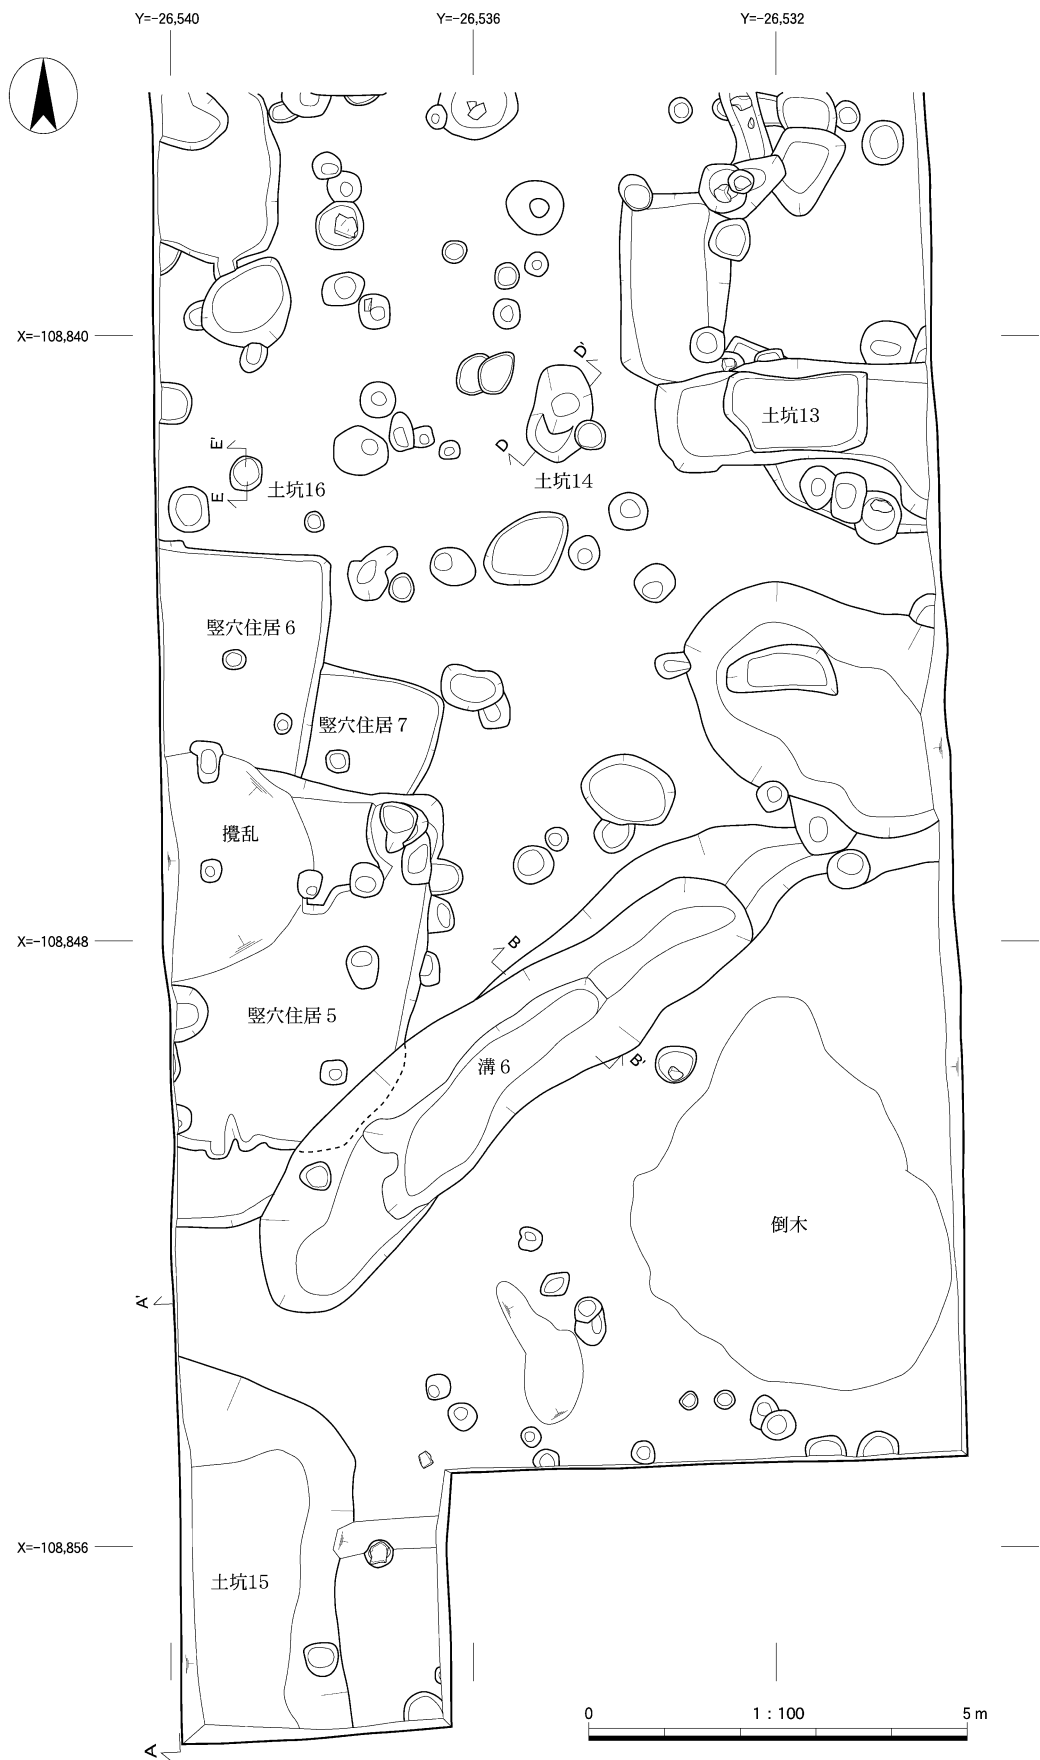 Y=-26,540
Y=-26,536
Y=-26,532
X=-108,840
D'
土坑13
E'
D
E
土坑16
土坑14
竪穴住居6
竪穴住居7
攪乱
X=-108,848
B
竪穴住居5
溝6
B'
倒木
A'
X=-108,856
土坑15
0
1:100
5 m
A